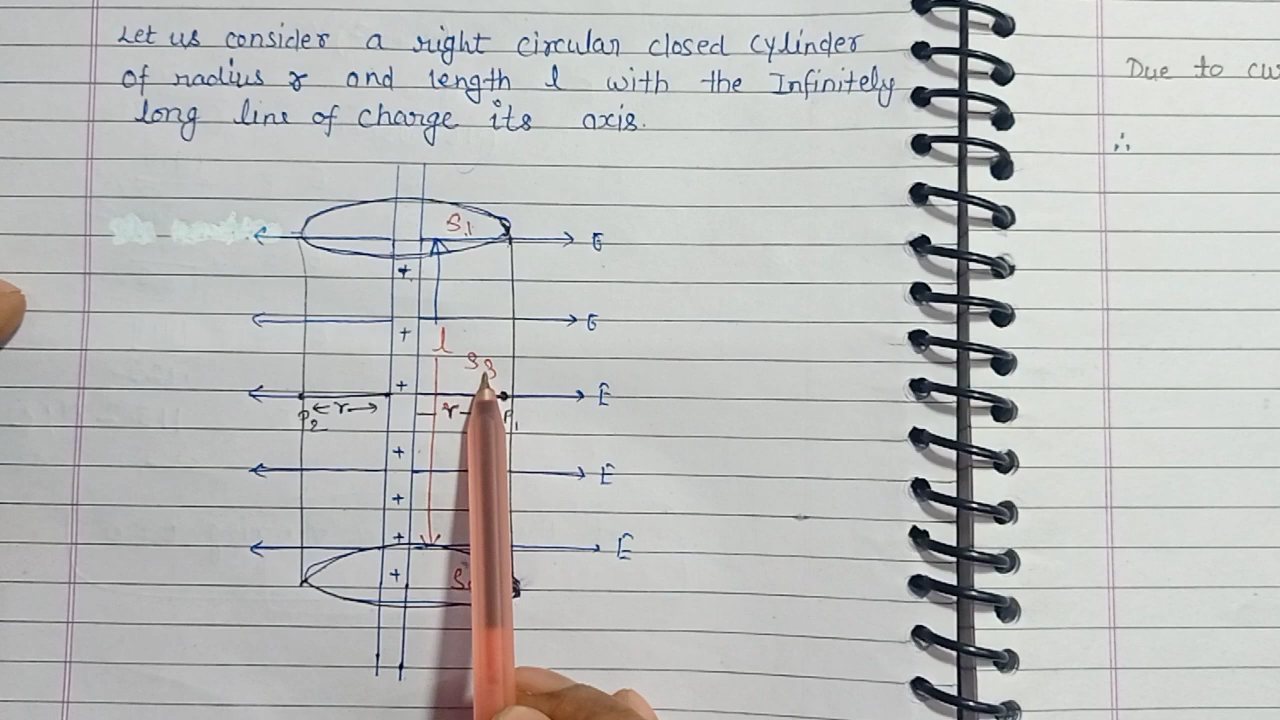 Let us consider a right circular closed cylinder
of radius r and length l with the Infinitely
long line of charge its axis.
Due to
∴
S1
E
+
E
+
l
S3
+
E
P2
r
r
P1
+
E
+
+
E
+